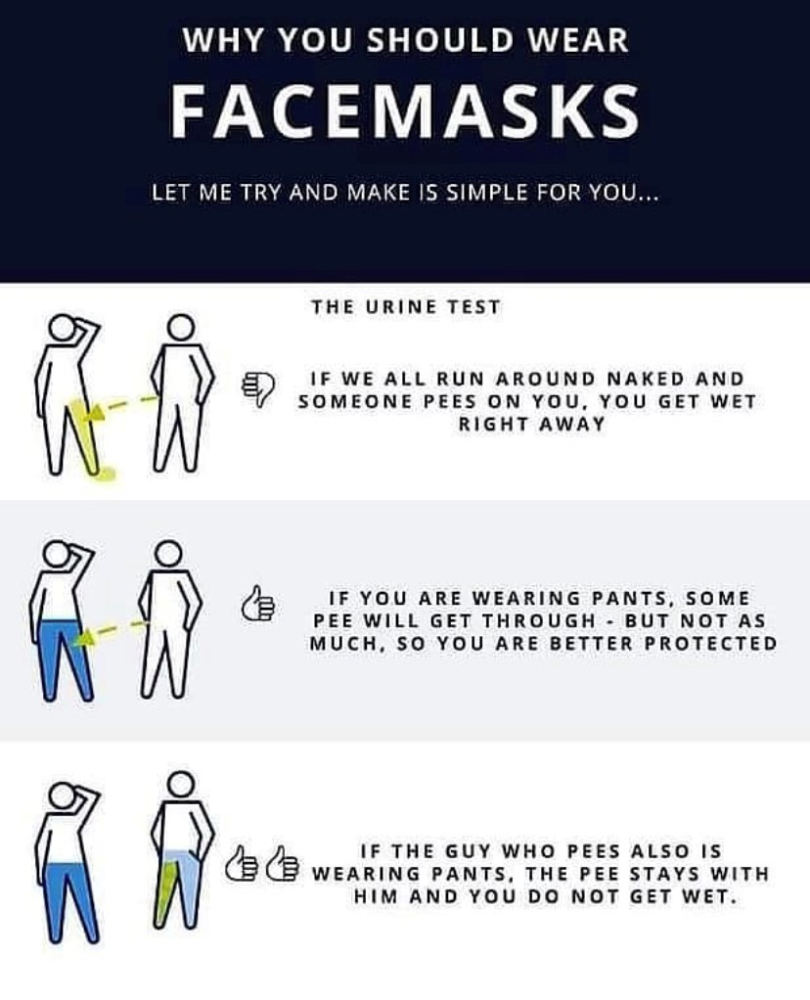 WHY YOU SHOULD WEAR
FACEMASKS
LET ME TRY AND MAKE IS SIMPLE FOR YOU...
THE URINE TEST
IF WE ALL RUN AROUND NAKED AND
SOMEONE PEES ON YOU, YOU GET WET
RIGHT AWAY
IF YOU ARE WEARING PANTS, SOME
PEE WILL GET THROUGH - BUT NOT AS
MUCH, SO YOU ARE BETTER PROTECTED
IF THE GUY WHO PEES ALSO IS
WEARING PANTS, THE PEE STAYS WITH
HIM AND YOU DO NOT GET WET.